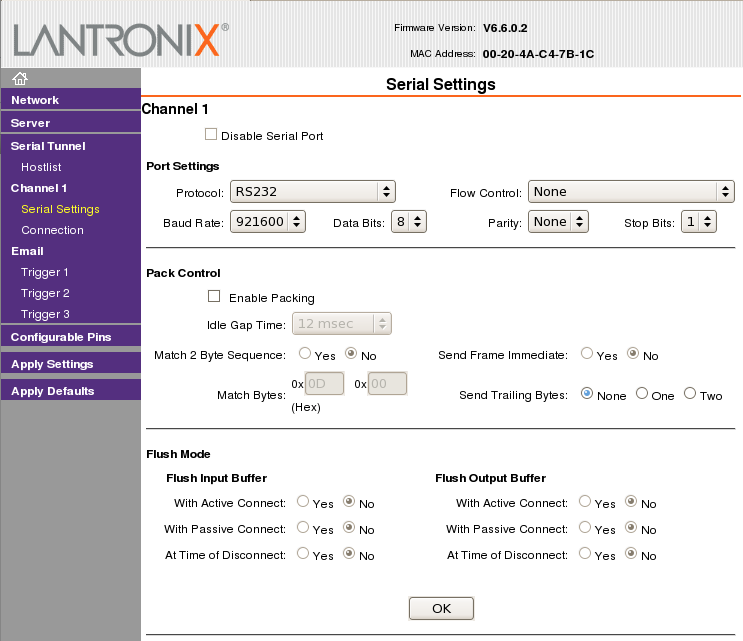 LANTRONIX®
Firmware Version: V6.6.0.2
MAC Address: 00-20-4A-C4-7B-1C
Network
Server
Serial Tunnel
Hostlist
Channel 1
Serial Settings
Connection
Email
Trigger 1
Trigger 2
Trigger 3
Configurable Pins
Apply Settings
Apply Defaults
Serial Settings
Channel 1
Disable Serial Port
Port Settings
Protocol: RS232 Flow Control: None
Baud Rate: 921600 Data Bits: 8 Parity: None Stop Bits: 1
Pack Control
Enable Packing
Idle Gap Time: 12 msec
Match 2 Byte Sequence: Yes No Send Frame Immediate: Yes No
Match Bytes: 0x 0D 0x 00 Send Trailing Bytes: None One Two
(Hex)
Flush Mode
Flush Input Buffer Flush Output Buffer
With Active Connect: Yes No With Active Connect: Yes No
With Passive Connect: Yes No With Passive Connect: Yes No
At Time of Disconnect: Yes No At Time of Disconnect: Yes No
OK